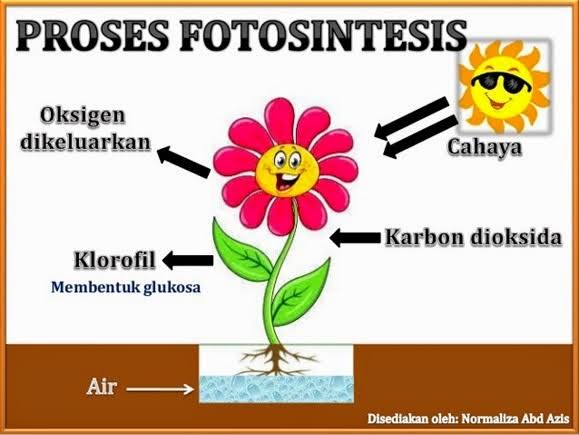 PROSES FOTOSINTESIS
Oksigen
dikeluarkan
Cahaya
Karbon dioksida
Klorofil
Membentuk glukosa
Air
Disediakan oleh: Normaliza Abd Azis